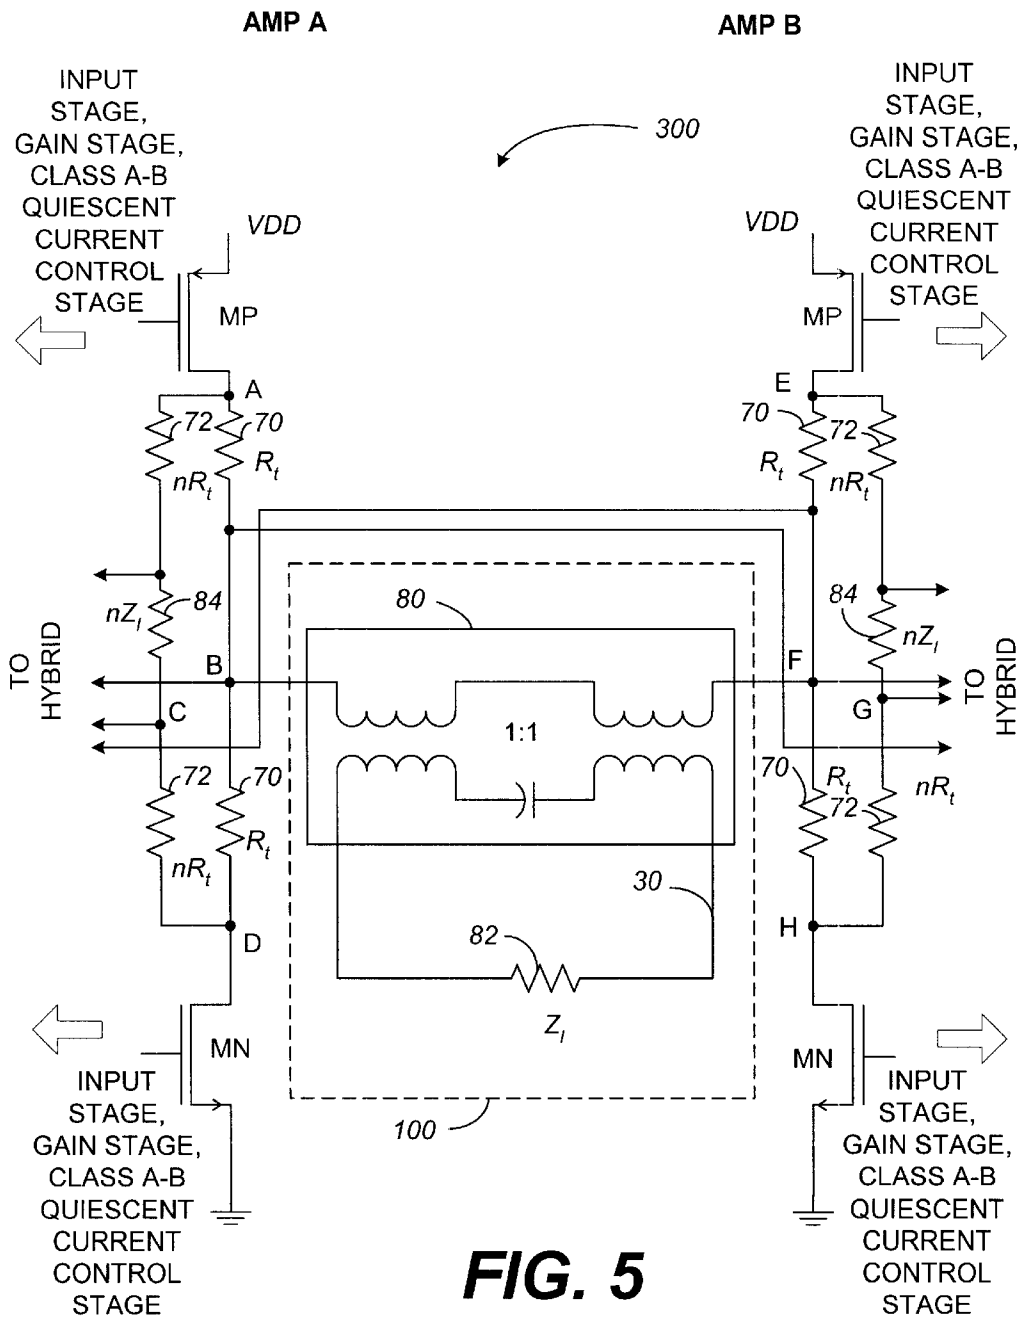 AMP A
AMP B
INPUT
STAGE,
GAIN STAGE,
CLASS A-B
QUIESCENT
CURRENT
CONTROL
STAGE
INPUT
STAGE,
GAIN STAGE,
CLASS A-B
QUIESCENT
CURRENT
CONTROL
STAGE
300
VDD
VDD
MP
MP
A
E
72
70
70
72
Rt
nRt
Rt
nRt
nZl
84
84
nZl
80
TO
HYBRID
B
F
TO
HYBRID
C
G
1:1
72
70
70
Rt
72
nRt
Rt
nRt
30
D
H
82
Zl
MN
MN
100
INPUT
STAGE,
GAIN STAGE,
CLASS A-B
QUIESCENT
CURRENT
CONTROL
STAGE
INPUT
STAGE,
GAIN STAGE,
CLASS A-B
QUIESCENT
CURRENT
CONTROL
STAGE
FIG. 5